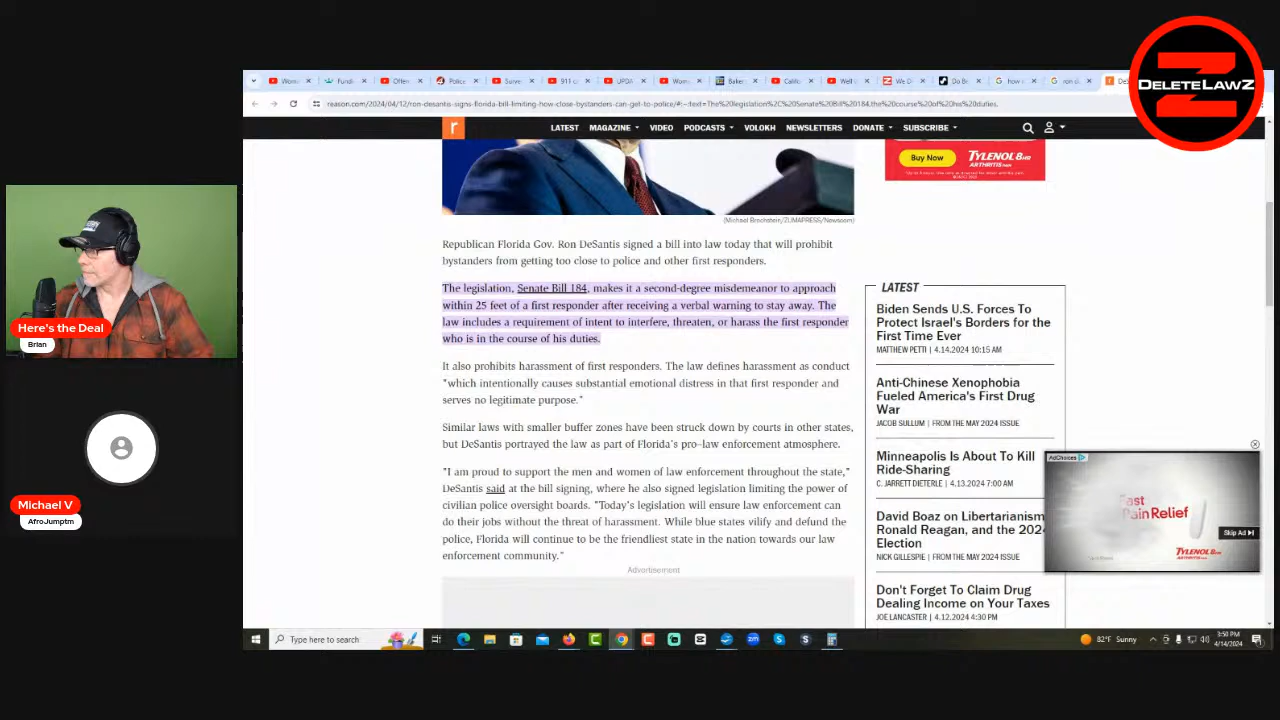 DELETELAWZ
reason.com/2024/04/12/ron-desantis-signs-florida-bill-limiting-how-close-bystanders-can-get-to-police/#:~:text=The%20legislation%2C%20Senate%20Bill%20184,the%20course%20of%20his%20duties.
r LATEST MAGAZINE VIDEO PODCASTS VOLOKH NEWSLETTERS DONATE SUBSCRIBE
Buy Now TYLENOL 8HR
ARTHRITIS PAIN
(Michael Brochstein/ZUMAPRESS/Newscom)
Republican Florida Gov. Ron DeSantis signed a bill into law today that will prohibit
bystanders from getting too close to police and other first responders.
The legislation, Senate Bill 184, makes it a second-degree misdemeanor to approach
within 25 feet of a first responder after receiving a verbal warning to stay away. The
law includes a requirement of intent to interfere, threaten, or harass the first responder
who is in the course of his duties.
It also prohibits harassment of first responders. The law defines harassment as conduct
"which intentionally causes substantial emotional distress in that first responder and
serves no legitimate purpose."
Similar laws with smaller buffer zones have been struck down by courts in other states,
but DeSantis portrayed the law as part of Florida's pro–law enforcement atmosphere.
"I am proud to support the men and women of law enforcement throughout the state,"
DeSantis said at the bill signing, where he also signed legislation limiting the power of
civilian police oversight boards. "Today's legislation will ensure law enforcement can
do their jobs without the threat of harassment. While blue states vilify and defund the
police, Florida will continue to be the friendliest state in the nation towards our law
enforcement community."
Advertisement
LATEST
Biden Sends U.S. Forces To
Protect Israel's Borders for the
First Time Ever
MATTHEW PETTI | 4.14.2024 10:15 AM
Anti-Chinese Xenophobia
Fueled America's First Drug
War
JACOB SULLUM | FROM THE MAY 2024 ISSUE
Minneapolis Is About To Kill
Ride-Sharing
C. JARRETT DIETERLE | 4.13.2024 7:00 AM
David Boaz on Libertarianism
Ronald Reagan, and the 202
Election
NICK GILLESPIE | FROM THE MAY 2024 ISSUE
Don't Forget To Claim Drug
Dealing Income on Your Taxes
JOE LANCASTER | 4.12.2024 4:30 PM
AdChoices
Fast
Pain Relief
Skip Ad
TYLENOL 8HR
Here's the Deal
Brian
Michael V
AfroJumptm
Type here to search
82°F Sunny
3:50 PM
4/14/2024